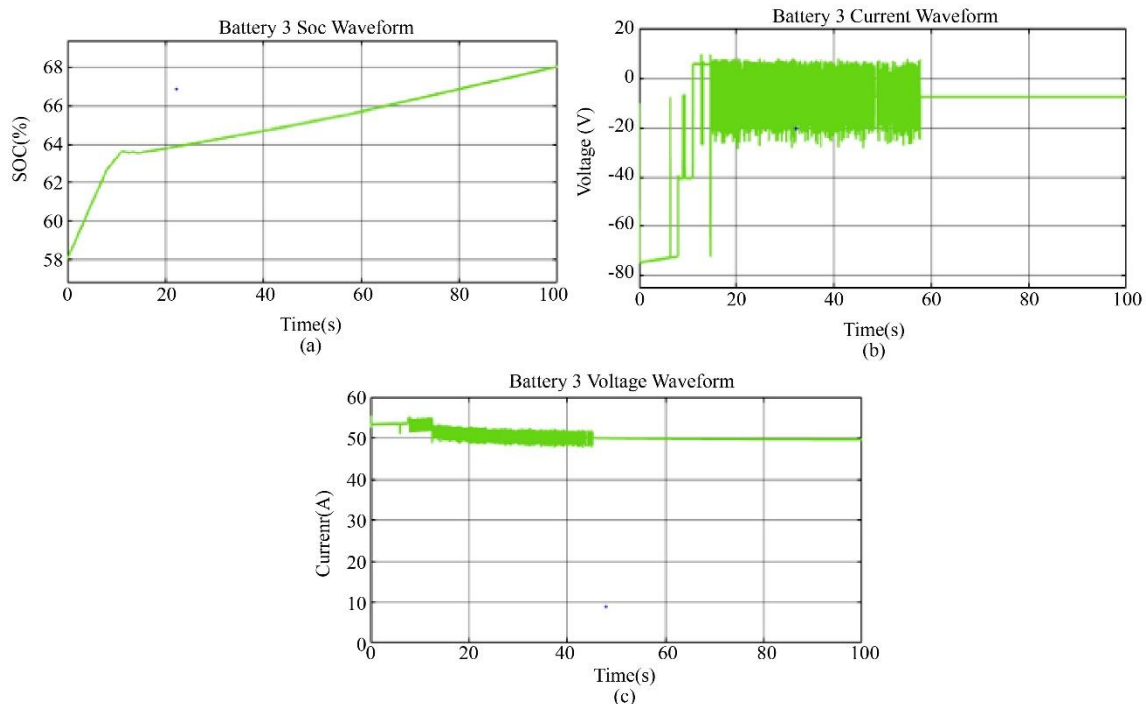 Battery 3 Soc Waveform
68
66
64
62
60
58
SOC(%)
0 20 40 60 80 100
Time(s)
(a)
Battery 3 Current Waveform
20
0
-20
-40
-60
-80
Voltage (V)
0 20 40 60 80 100
Time(s)
(b)
Battery 3 Voltage Waveform
60
50
40
30
20
10
0
Currenr(A)
0 20 40 60 80 100
Time(s)
(c)